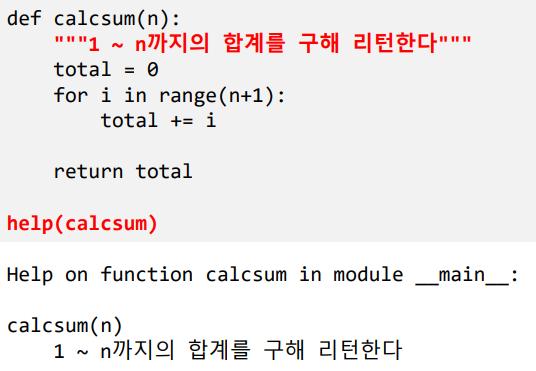 def calcsum(n):
    """1 ~ n까지의 합계를 구해 리턴한다"""
    total = 0
    for i in range(n+1):
        total += i
    return total
help(calcsum)
Help on function calcsum in module __main__:
calcsum(n)
    1 ~ n까지의 합계를 구해 리턴한다